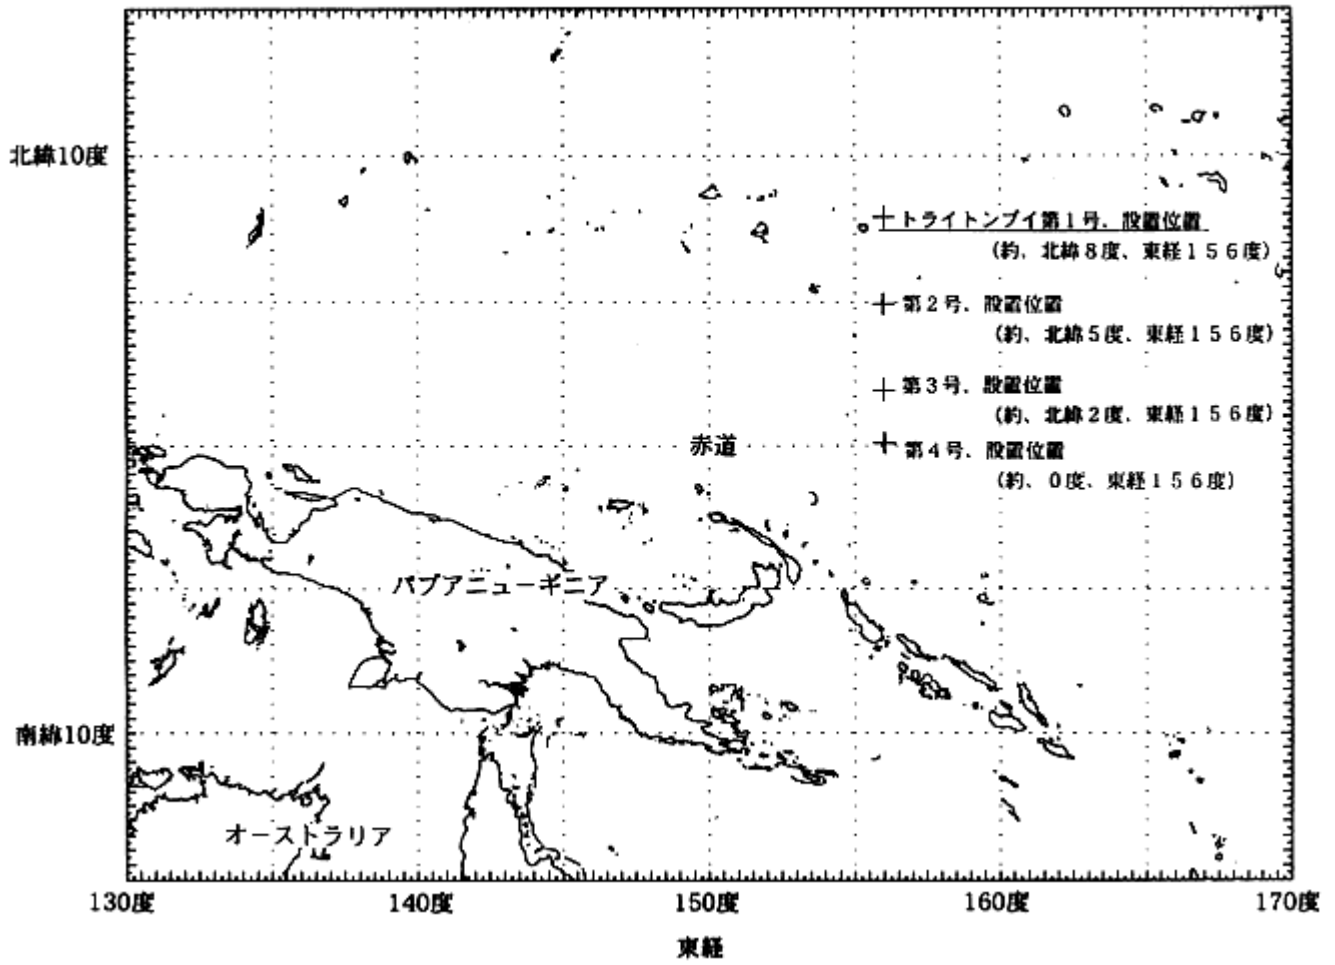 北緯10度
トライトンブイ第1号．設置位置
(約．北緯8度、東経156度)
第2号．設置位置
(約、北緯5度、東経156度)
第3号．設置位置
(約、北緯2度、東経156度)
赤道
第4号．設置位置
(約、0度、東経156度)
パプアニューギニア
南緯10度
オーストラリア
130度
140度
150度
160度
170度
東経